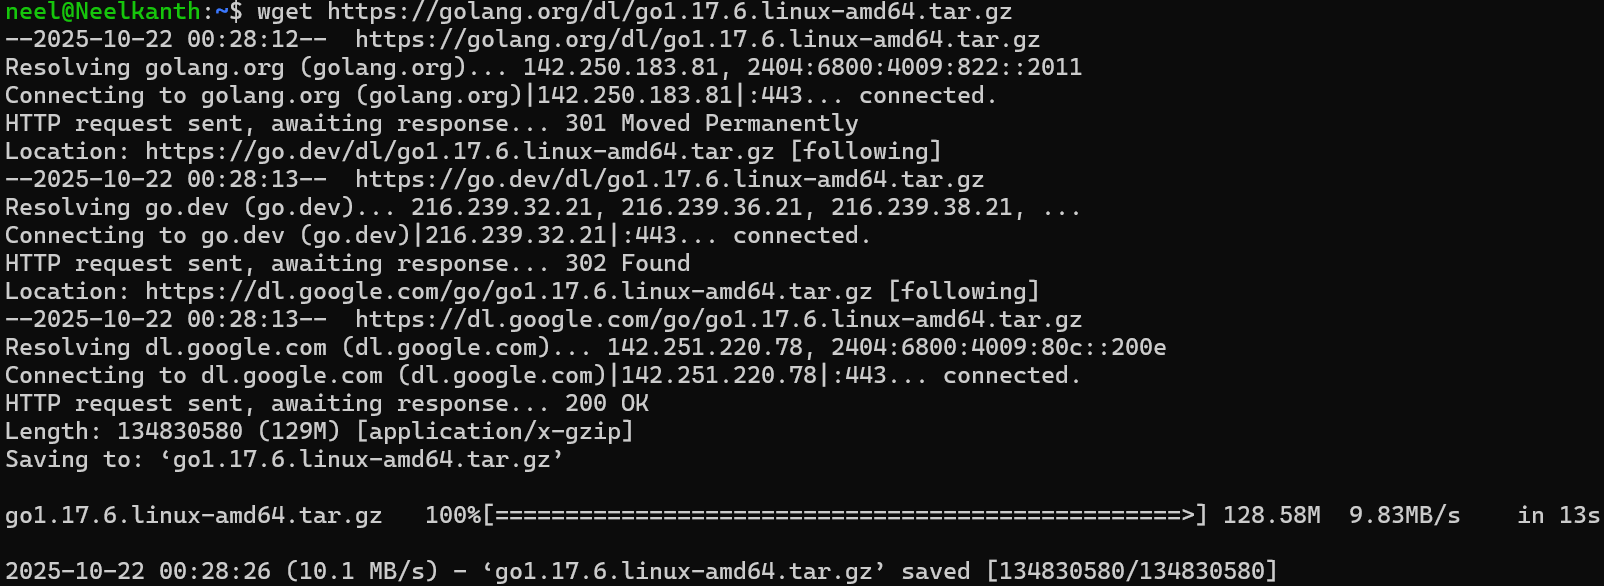 neel@Neelkanth:~$ wget https://golang.org/dl/go1.17.6.linux-amd64.tar.gz
--2025-10-22 00:28:12--  https://golang.org/dl/go1.17.6.linux-amd64.tar.gz
Resolving golang.org (golang.org)... 142.250.183.81, 2404:6800:4009:822::2011
Connecting to golang.org (golang.org)|142.250.183.81|:443... connected.
HTTP request sent, awaiting response... 301 Moved Permanently
Location: https://go.dev/dl/go1.17.6.linux-amd64.tar.gz [following]
--2025-10-22 00:28:13--  https://go.dev/dl/go1.17.6.linux-amd64.tar.gz
Resolving go.dev (go.dev)... 216.239.32.21, 216.239.36.21, 216.239.38.21, ...
Connecting to go.dev (go.dev)|216.239.32.21|:443... connected.
HTTP request sent, awaiting response... 302 Found
Location: https://dl.google.com/go/go1.17.6.linux-amd64.tar.gz [following]
--2025-10-22 00:28:13--  https://dl.google.com/go/go1.17.6.linux-amd64.tar.gz
Resolving dl.google.com (dl.google.com)... 142.251.220.78, 2404:6800:4009:80c::200e
Connecting to dl.google.com (dl.google.com)|142.251.220.78|:443... connected.
HTTP request sent, awaiting response... 200 OK
Length: 134830580 (129M) [application/x-gzip]
Saving to: ‘go1.17.6.linux-amd64.tar.gz’
go1.17.6.linux-amd64.tar.gz   100%[=================================================>] 128.58M  9.83MB/s    in 13s
2025-10-22 00:28:26 (10.1 MB/s) - ‘go1.17.6.linux-amd64.tar.gz’ saved [134830580/134830580]